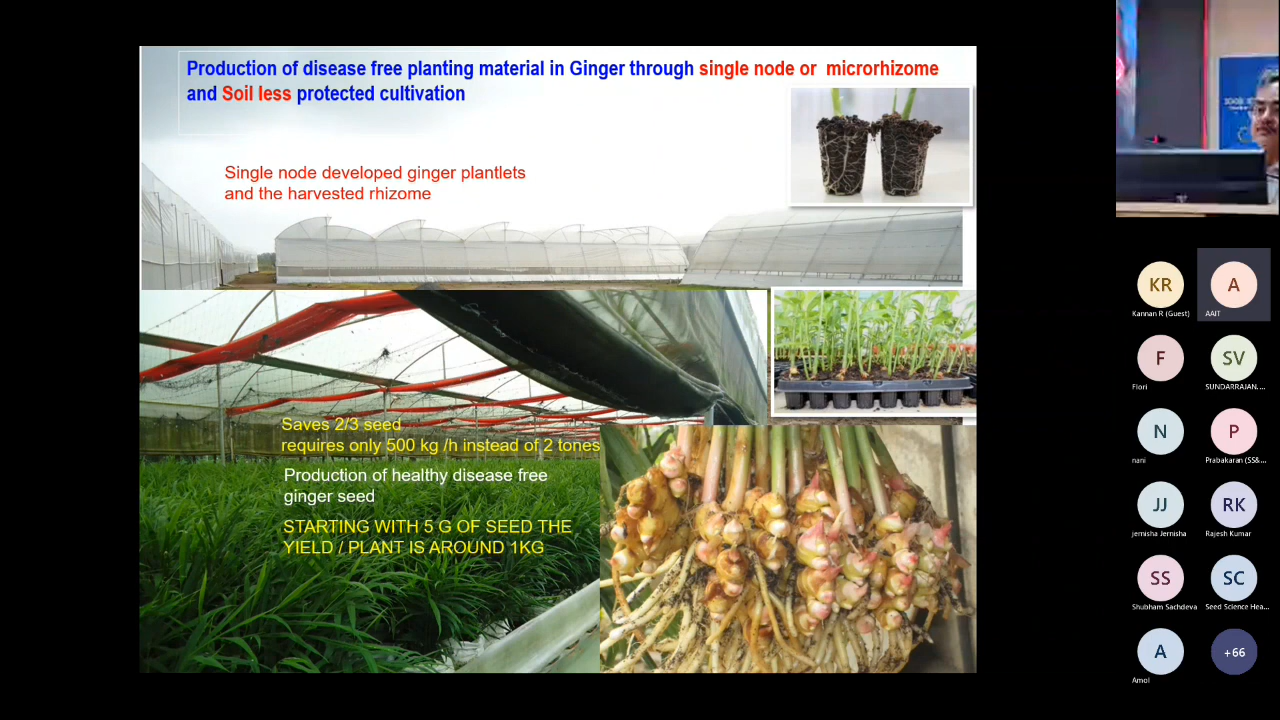 Production of disease free planting material in Ginger through single node or microrhizome
and Soil less protected cultivation
Single node developed ginger plantlets
and the harvested rhizome
Saves 2/3 seed
requires only 500 kg /h instead of 2 tones
Production of healthy disease free
ginger seed
STARTING WITH 5 G OF SEED THE
YIELD / PLANT IS AROUND 1KG
KR
Kannan R (Guest)
A
AAIT
F
Flori
SV
SUNDARRAJAN, ...
N
nani
P
Prabakaran (SS&...
JJ
jernisha Jernisha
RK
Rajesh Kumar
SS
Shubham Sachdeva
SC
Seed Science Hea...
A
Amol
+66